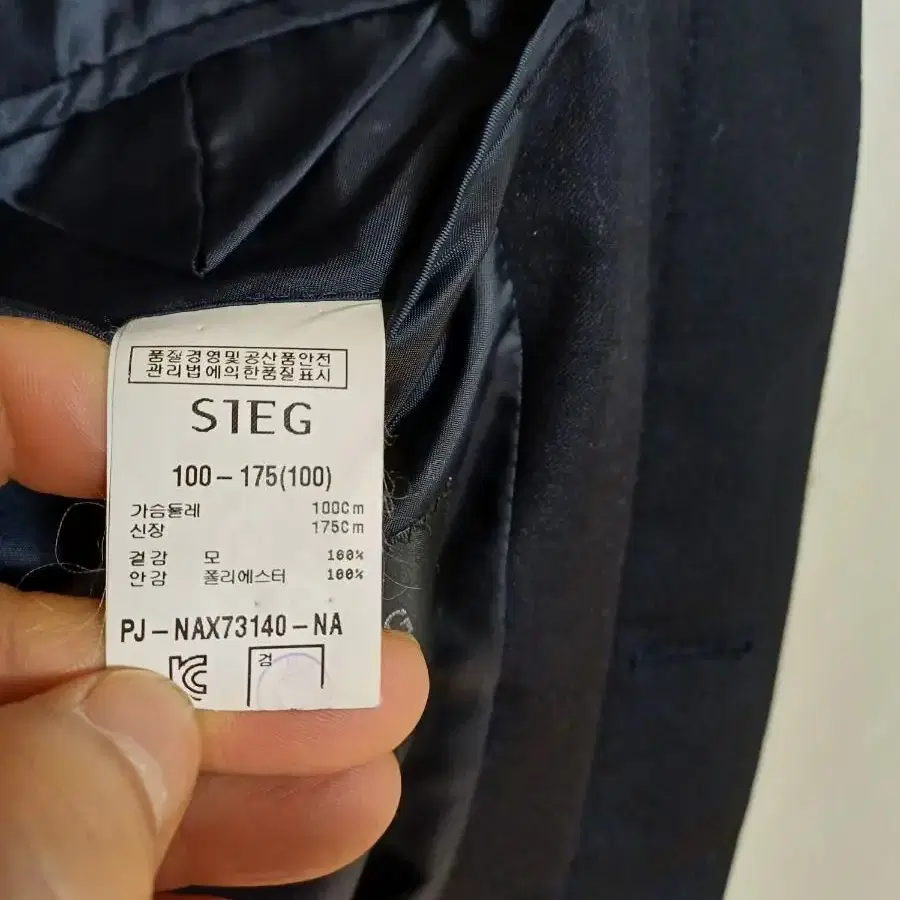 품질경영및공산품안전
관리법에의한품질표시
SIEG
100-175(100)
가슴둘레 100Cm
신장 175Cm
겉감 모 100%
안감 폴리에스터 100%
PJ-NAX73140-NA
검
G